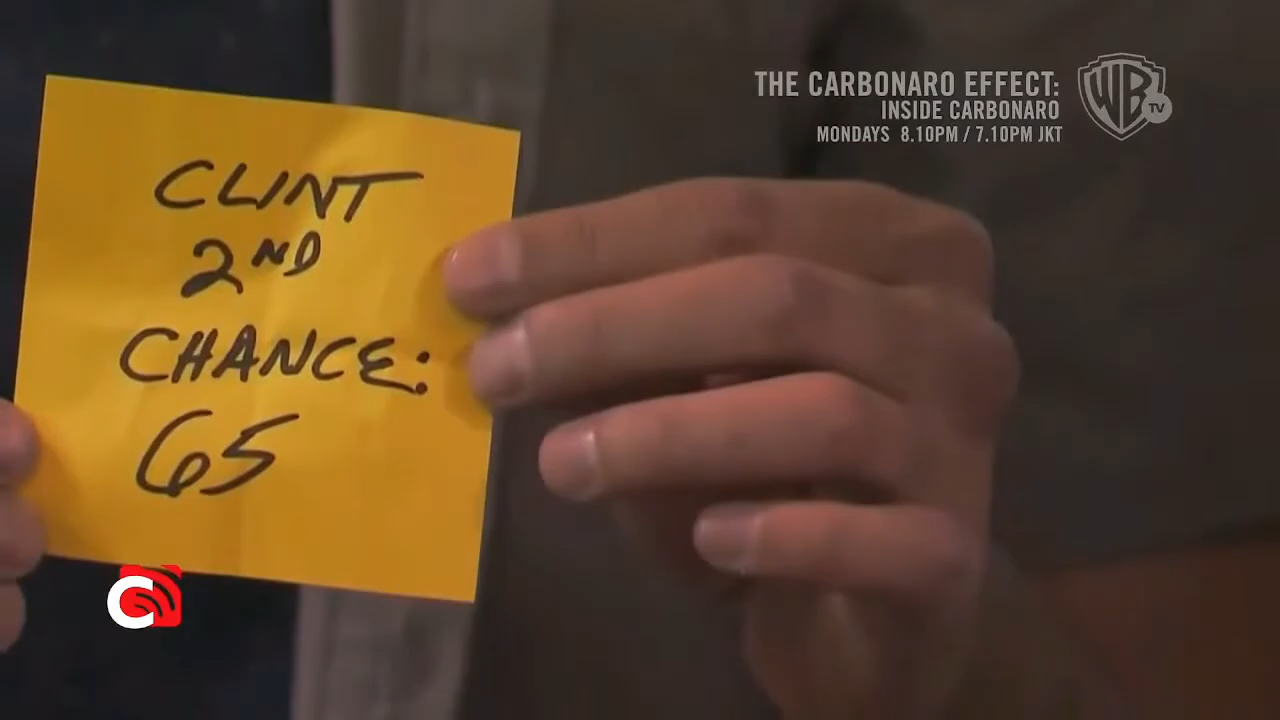 THE CARBONARO EFFECT:
INSIDE CARBONARO
MONDAYS 8.10PM / 7.10PM JKT
WB TV
CLINT
2ND
CHANCE:
65
C